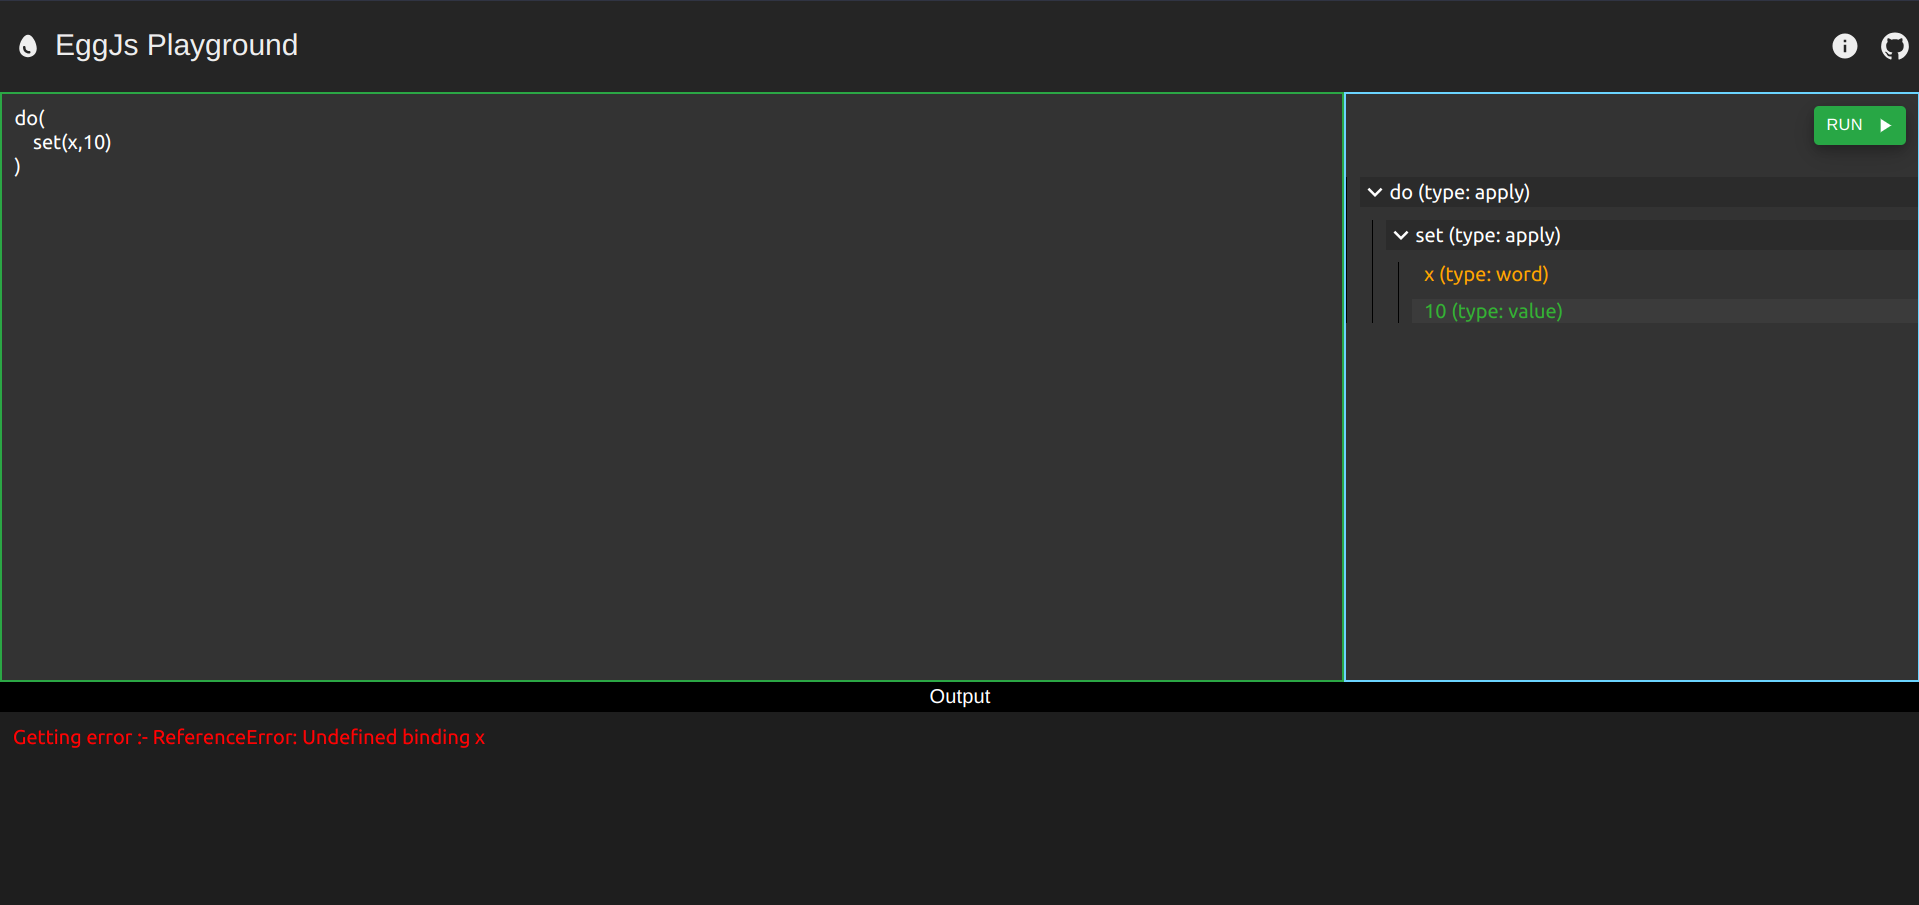 EggJs Playground
do(
    set(x,10)
)
RUN
do (type: apply)
set (type: apply)
x (type: word)
10 (type: value)
Output
Getting error :- ReferenceError: Undefined binding x